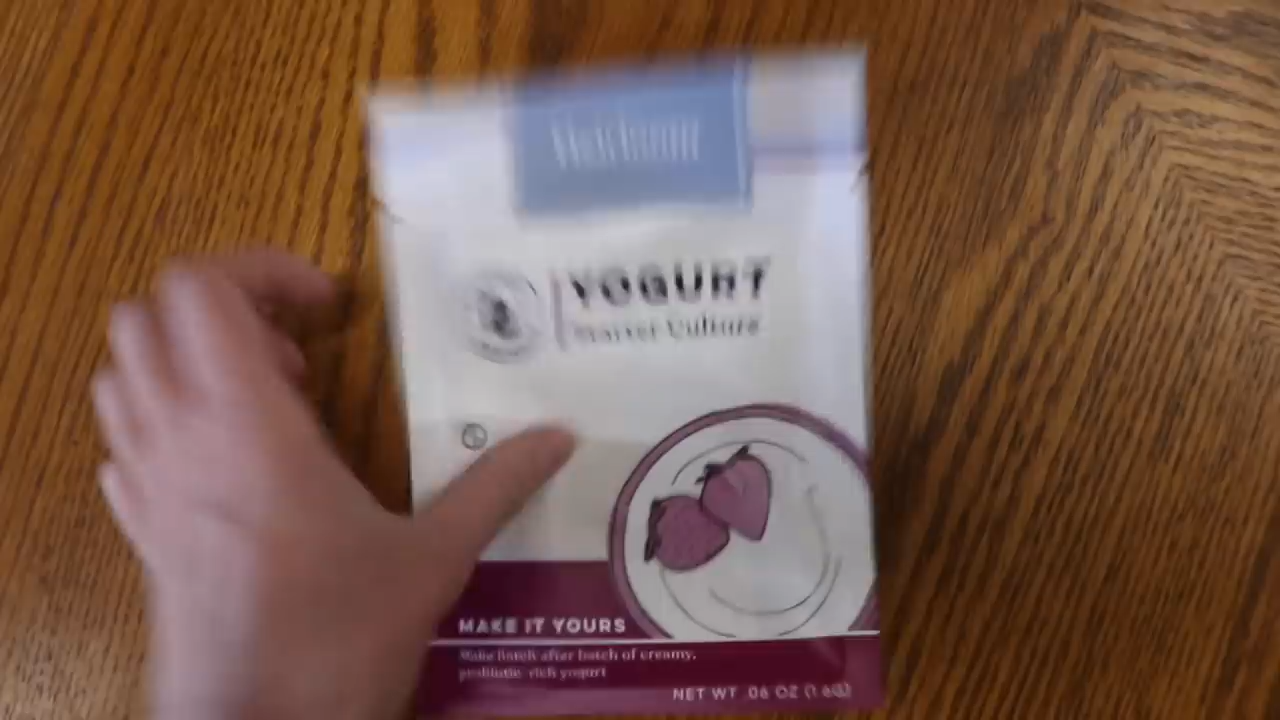 Heirloom
YOGURT
Starter Culture
MAKE IT YOURS
Make batch after batch of creamy,
probiotic-rich yogurt
NET WT .06 OZ (1.6G)